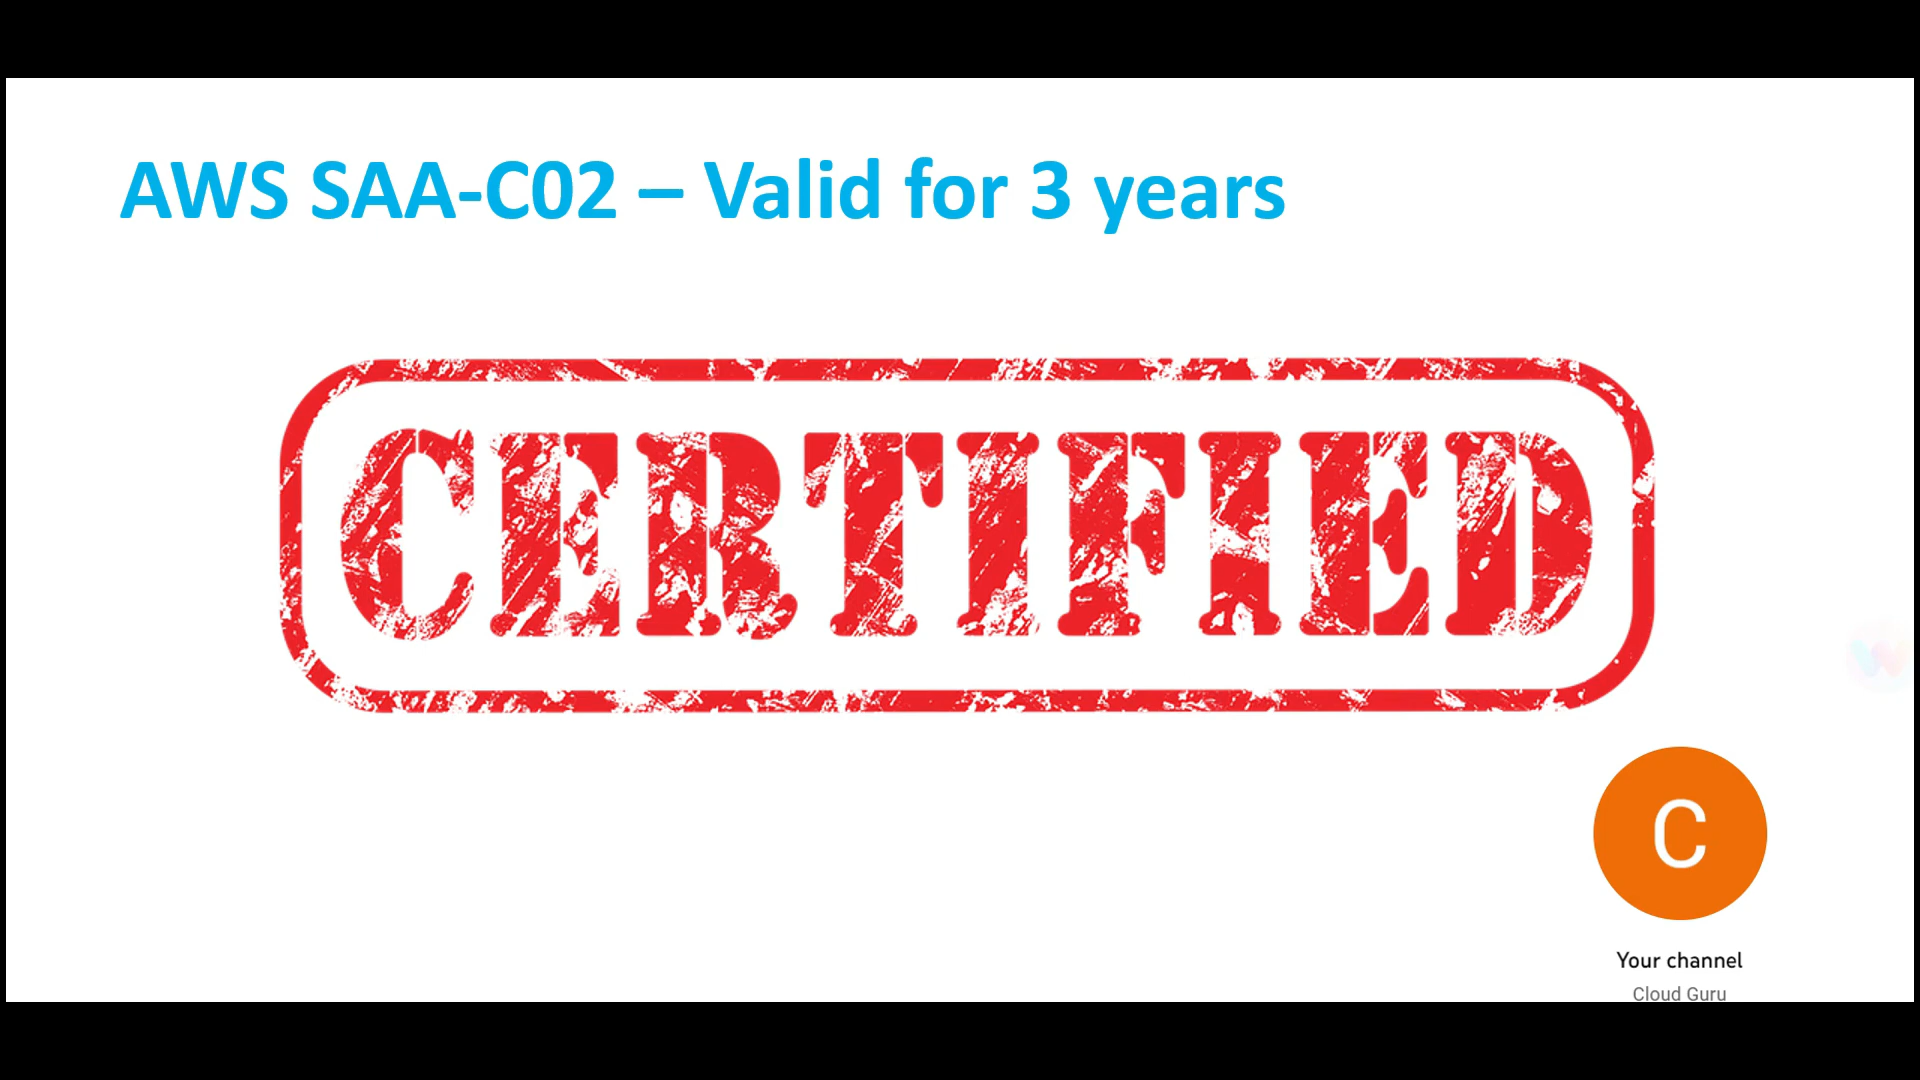 AWS SAA-C02 – Valid for 3 years
CERTIFIED
C
Your channel
Cloud Guru